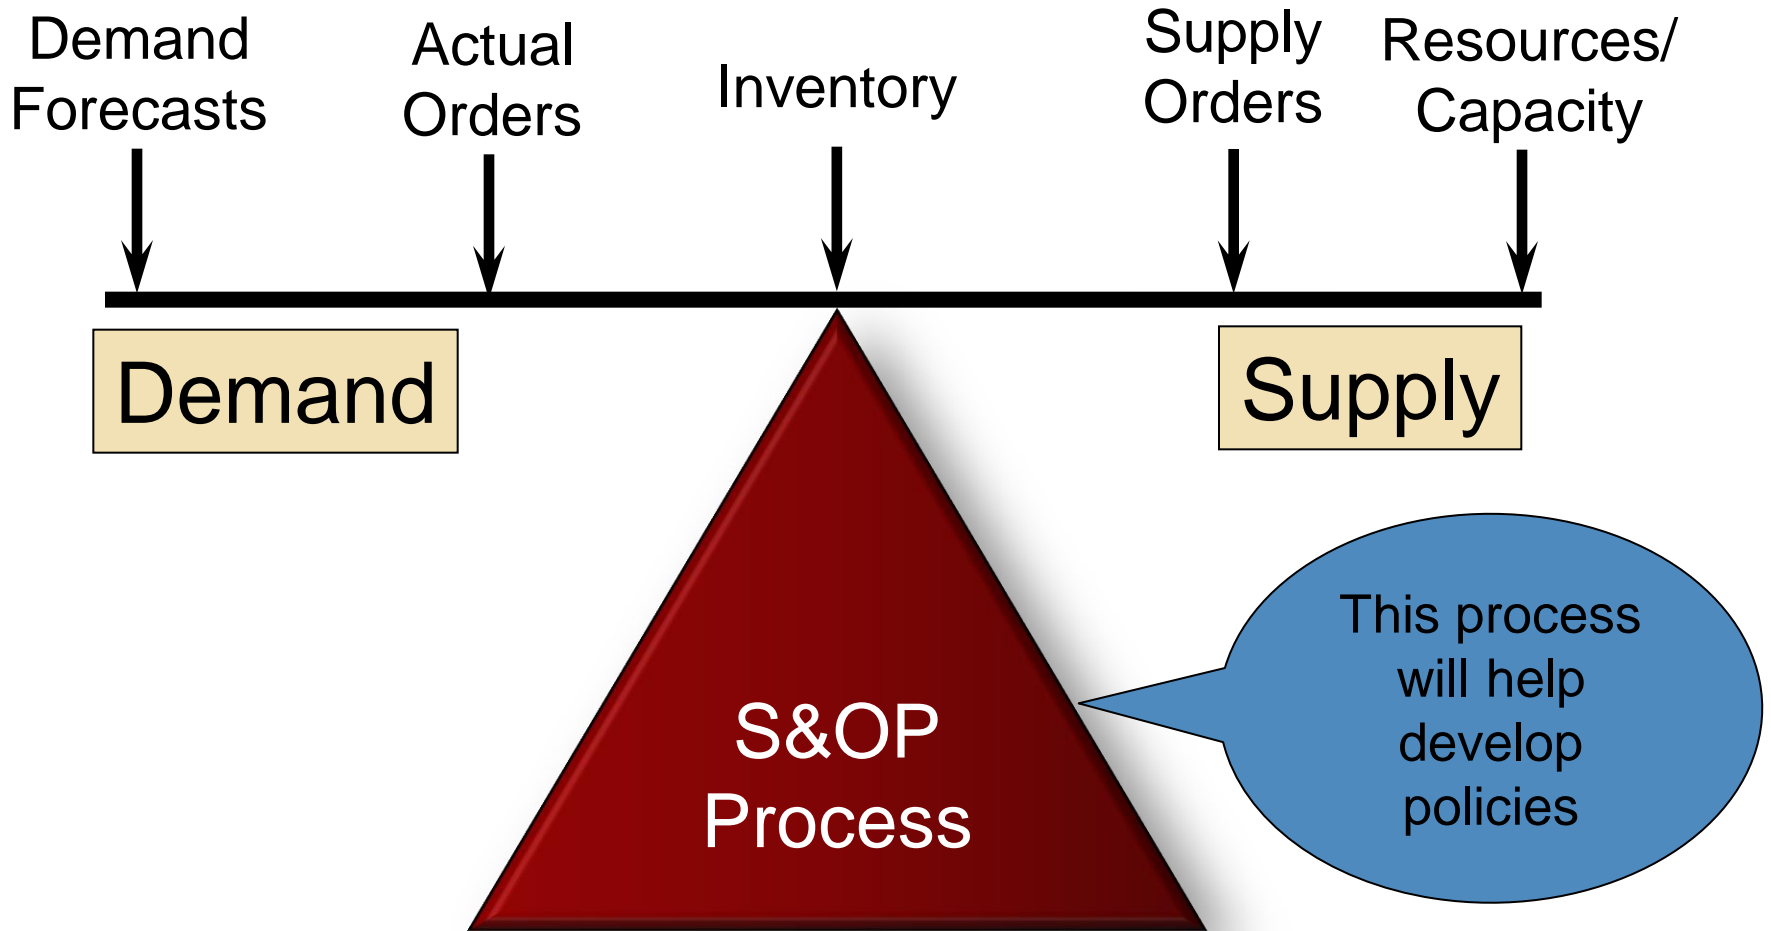 Demand
Forecasts
Actual
Orders
Inventory
Supply
Orders
Resources/
Capacity
Demand
Supply
S&OP
Process
This process
will help
develop
policies